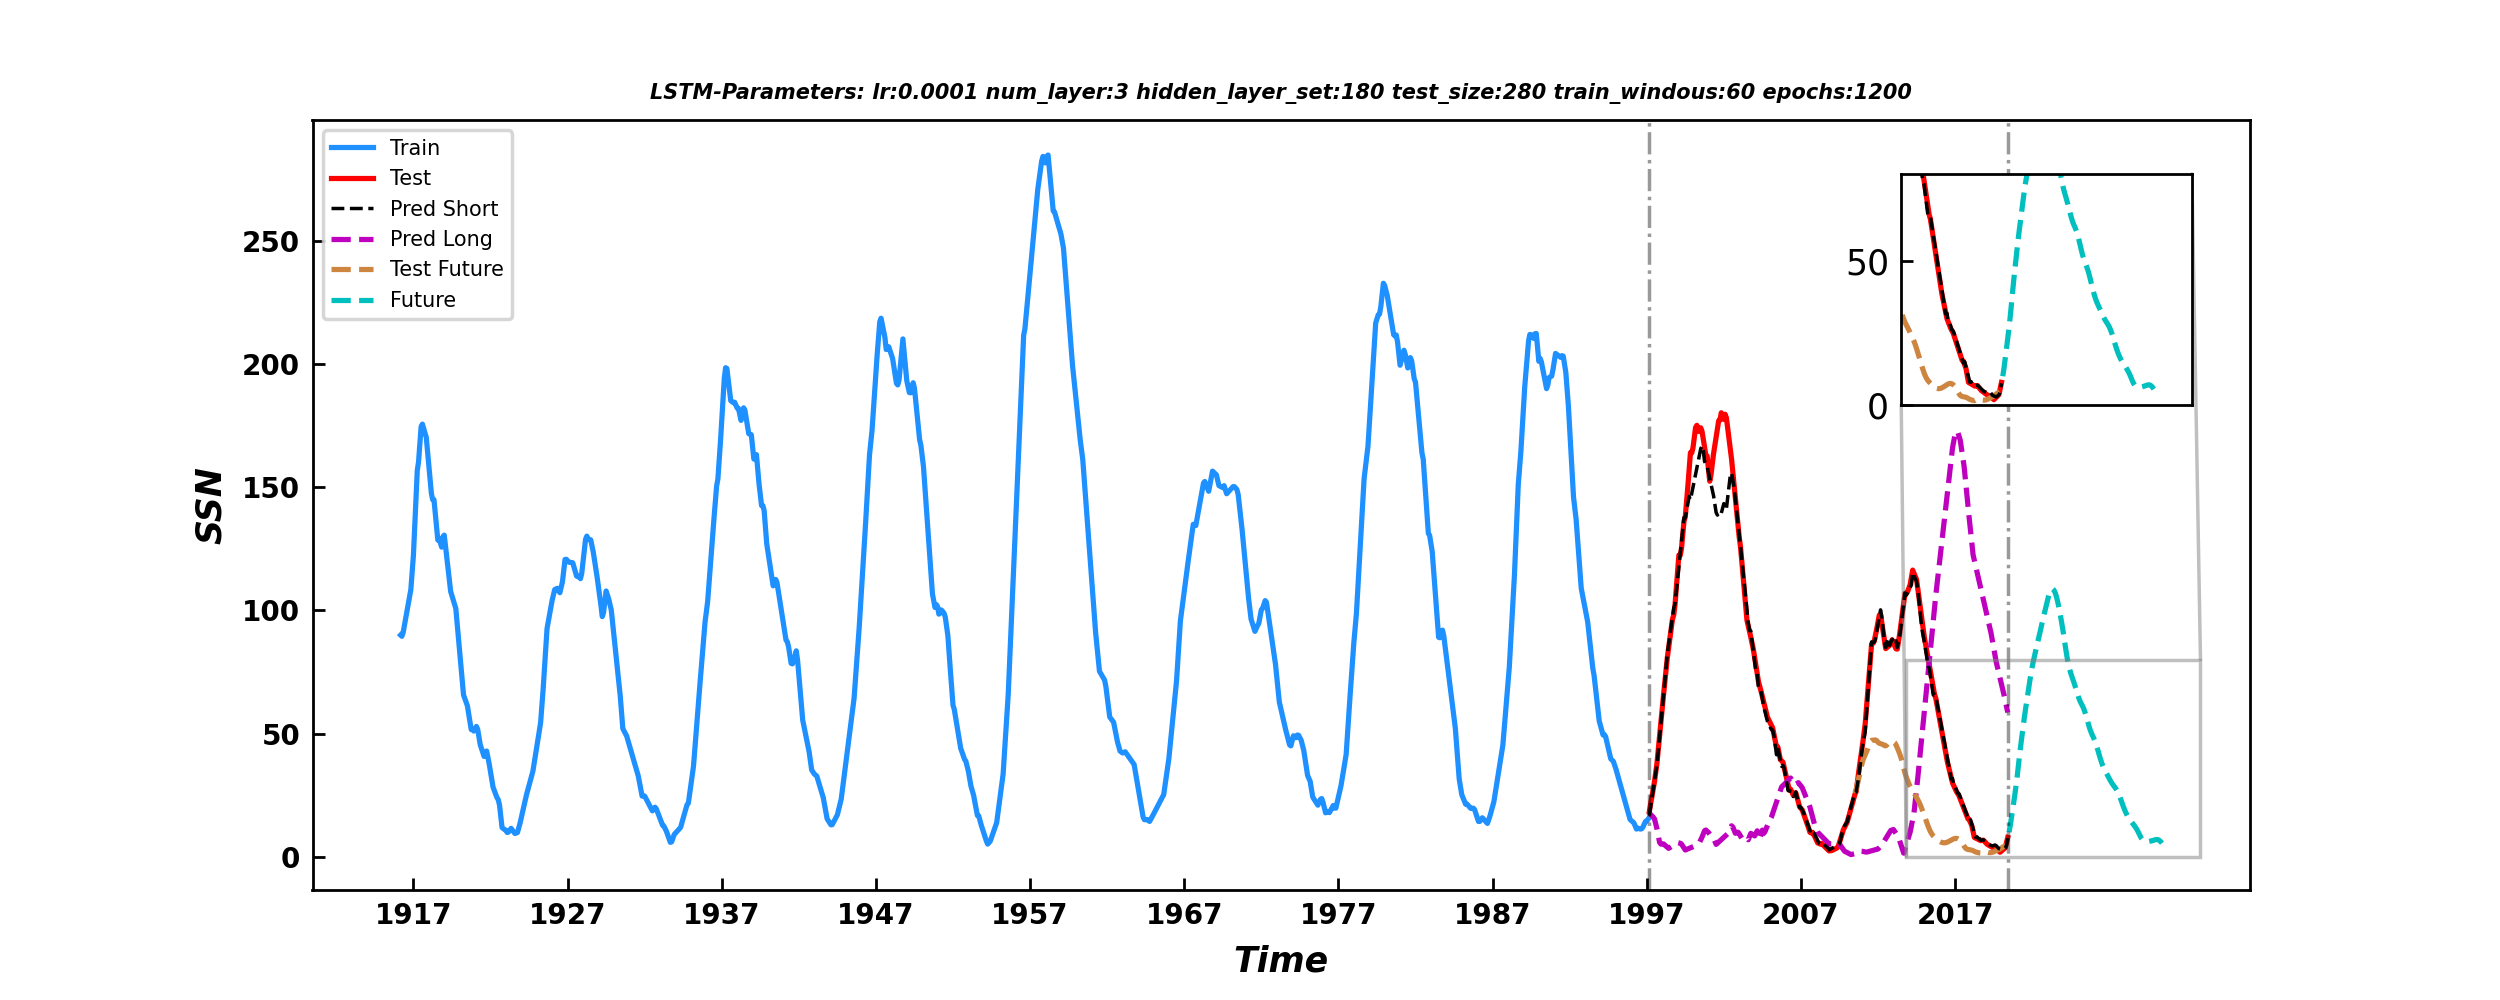 LSTM-Parameters: lr:0.0001 num_layer:3 hidden_layer_set:180 test_size:280 train_windous:60 epochs:1200
Train
Test
Pred Short
Pred Long
Test Future
Future
250
200
150
100
50
0
SSN
50
0
1917 1927 1937 1947 1957 1967 1977 1987 1997 2007 2017
Time